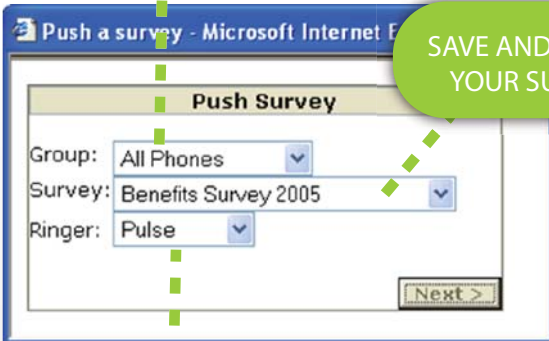 Push a survey - Microsoft Internet E
SAVE AND
YOUR SU
Push Survey
Group: All Phones
Survey: Benefits Survey 2005
Ringer: Pulse
Next >